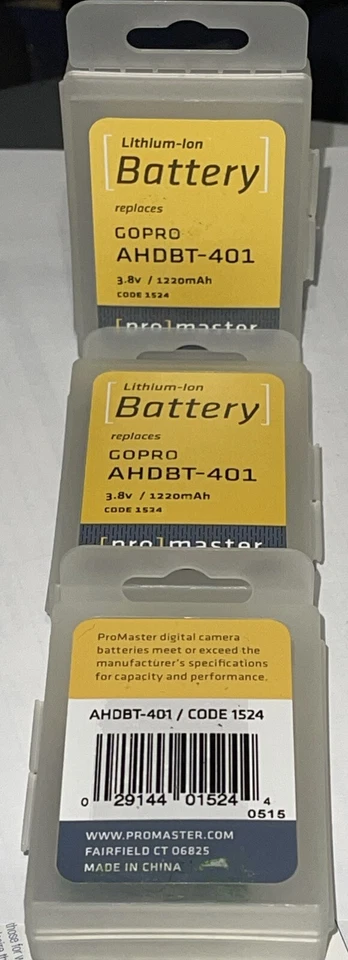 Lithium-Ion
[Battery]
replaces
GOPRO
AHDBT-401
3.8v / 1220mAh
CODE 1524
[pro]master
Lithium-Ion
[Battery]
replaces
GOPRO
AHDBT-401
3.8v / 1220mAh
CODE 1524
[pro]master
ProMaster digital camera
batteries meet or exceed the
manufacturer's specifications
for capacity and performance.
AHDBT-401 / CODE 1524
0 29144 01524 4
0515
WWW.PROMASTER.COM
FAIRFIELD CT 06825
MADE IN CHINA